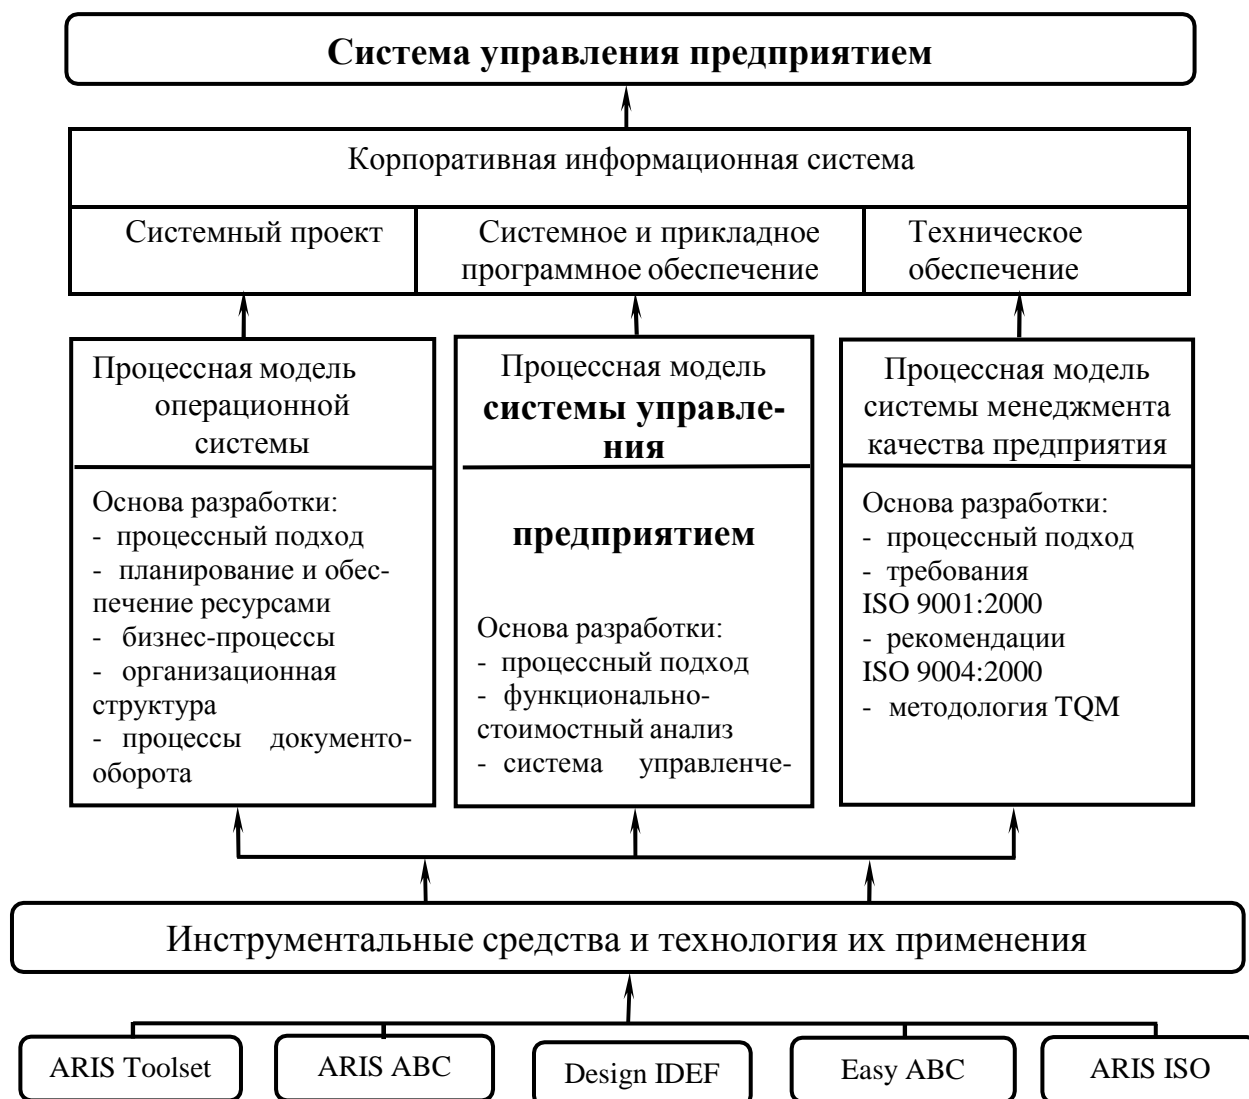 Система управления предприятием
Корпоративная информационная система
Системный проект
Системное и прикладное
программное обеспечение
Техническое
обеспечение
Процессная модель
операционной
системы
Основа разработки:
- процессный подход
- планирование и обес-
печение ресурсами
- бизнес-процессы
- организационная
структура
- процессы документо-
оборота
Процессная модель
системы управле-
ния
предприятием
Основа разработки:
- процессный подход
- функционально-
стоимостный анализ
- система управленче-
Процессная модель
системы менеджмента
качества предприятия
Основа разработки:
- процессный подход
- требования
ISO 9001:2000
- рекомендации
ISO 9004:2000
- методология TQM
Инструментальные средства и технология их применения
ARIS Toolset
ARIS ABC
Design IDEF
Easy ABC
ARIS ISO